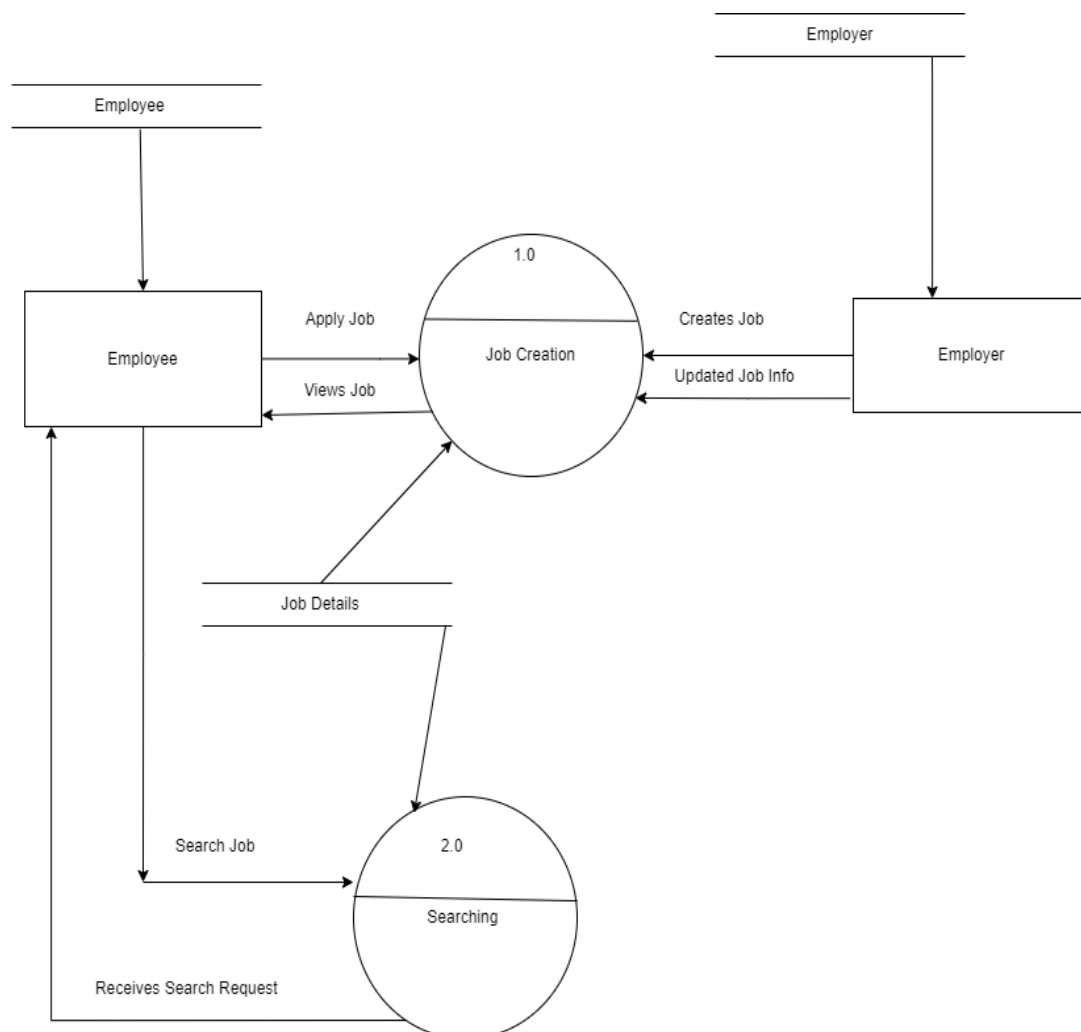 Employer
Employee
1.0
Apply Job
Creates Job
Employee
Job Creation
Employer
Updated Job Info
Views Job
Job Details
Search Job
2.0
Searching
Receives Search Request